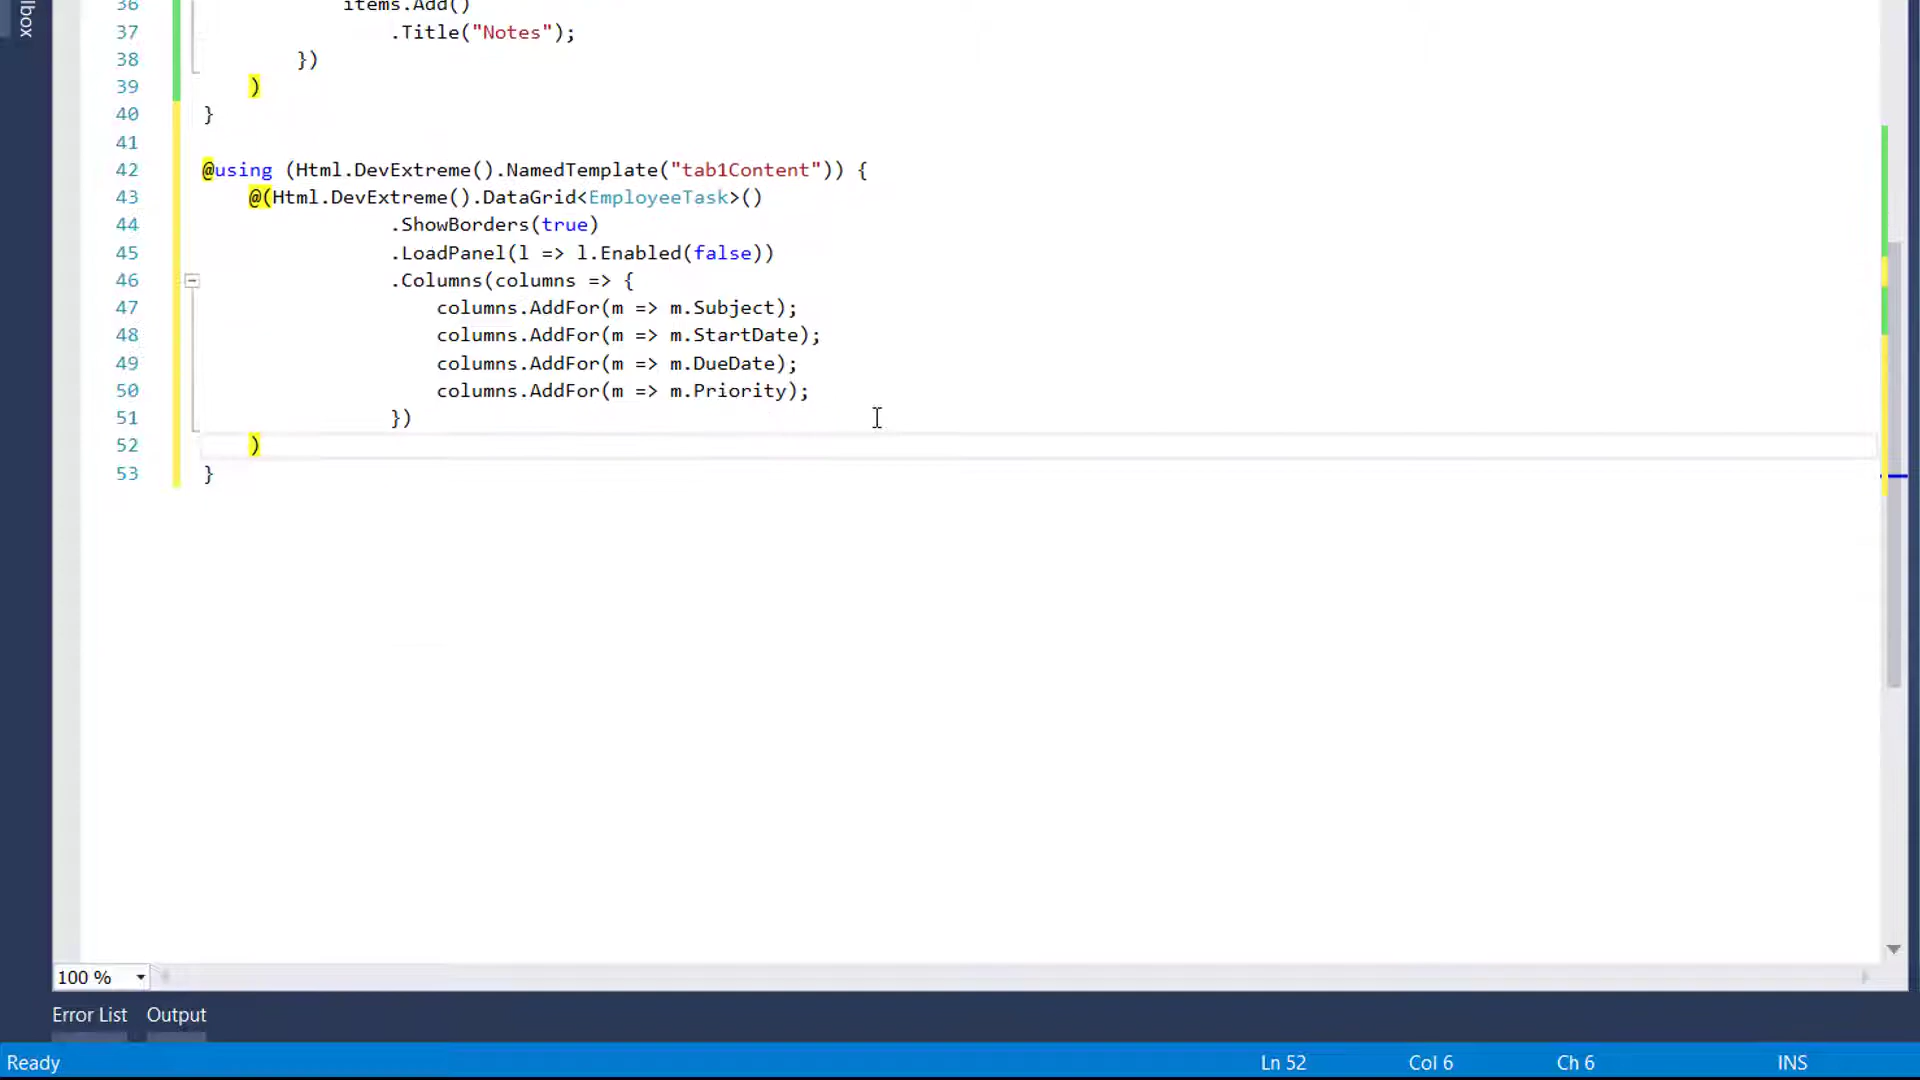 lbox
36 items.Add()
37 .Title("Notes");
38 })
39 )
40 }
41
42 @using (Html.DevExtreme().NamedTemplate("tab1Content")) {
43 @(Html.DevExtreme().DataGrid<EmployeeTask>()
44 .ShowBorders(true)
45 .LoadPanel(l => l.Enabled(false))
46 .Columns(columns => {
47 columns.AddFor(m => m.Subject);
48 columns.AddFor(m => m.StartDate);
49 columns.AddFor(m => m.DueDate);
50 columns.AddFor(m => m.Priority);
51 })
52 )
53 }
100 %
Error List Output
Ready Ln 52 Col 6 Ch 6 INS